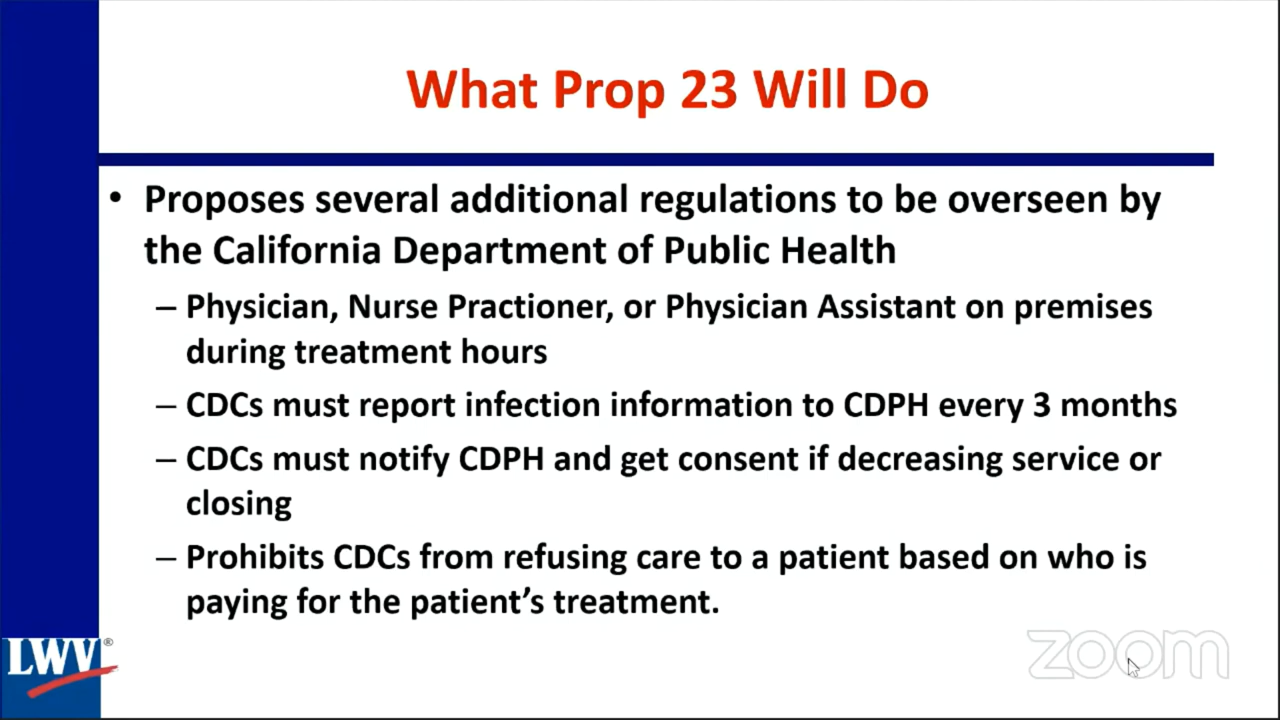 What Prop 23 Will Do
• Proposes several additional regulations to be overseen by
the California Department of Public Health
– Physician, Nurse Practioner, or Physician Assistant on premises
during treatment hours
– CDCs must report infection information to CDPH every 3 months
– CDCs must notify CDPH and get consent if decreasing service or
closing
– Prohibits CDCs from refusing care to a patient based on who is
paying for the patient’s treatment.
LWV®
zoom